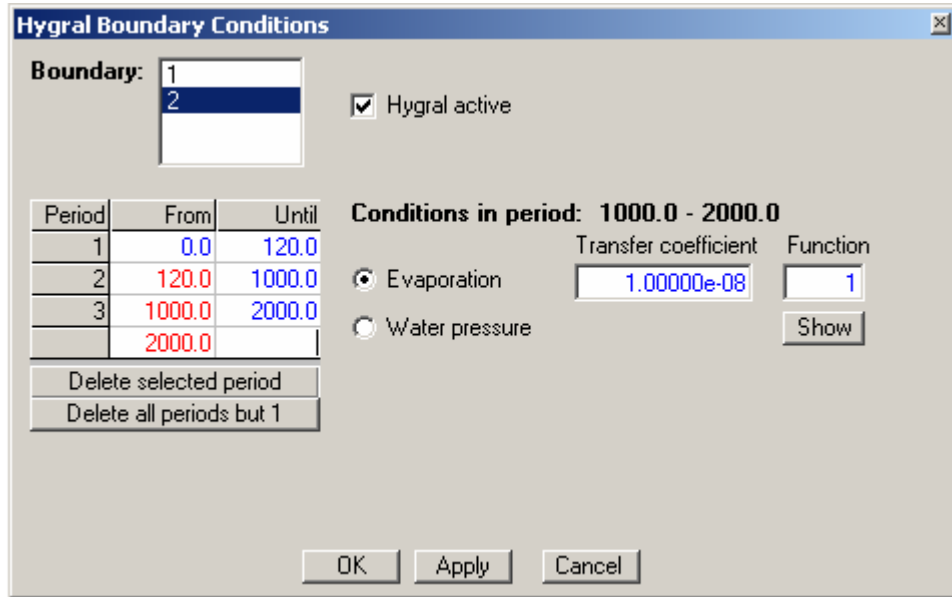 Hygral Boundary Conditions
Boundary:
1
2
Hygral active
Period From Until
1 0.0 120.0
2 120.0 1000.0
3 1000.0 2000.0
2000.0
Delete selected period
Delete all periods but 1
Conditions in period: 1000.0 - 2000.0
Transfer coefficient Function
Evaporation 1.00000e-08 1
Water pressure Show
OK Apply Cancel